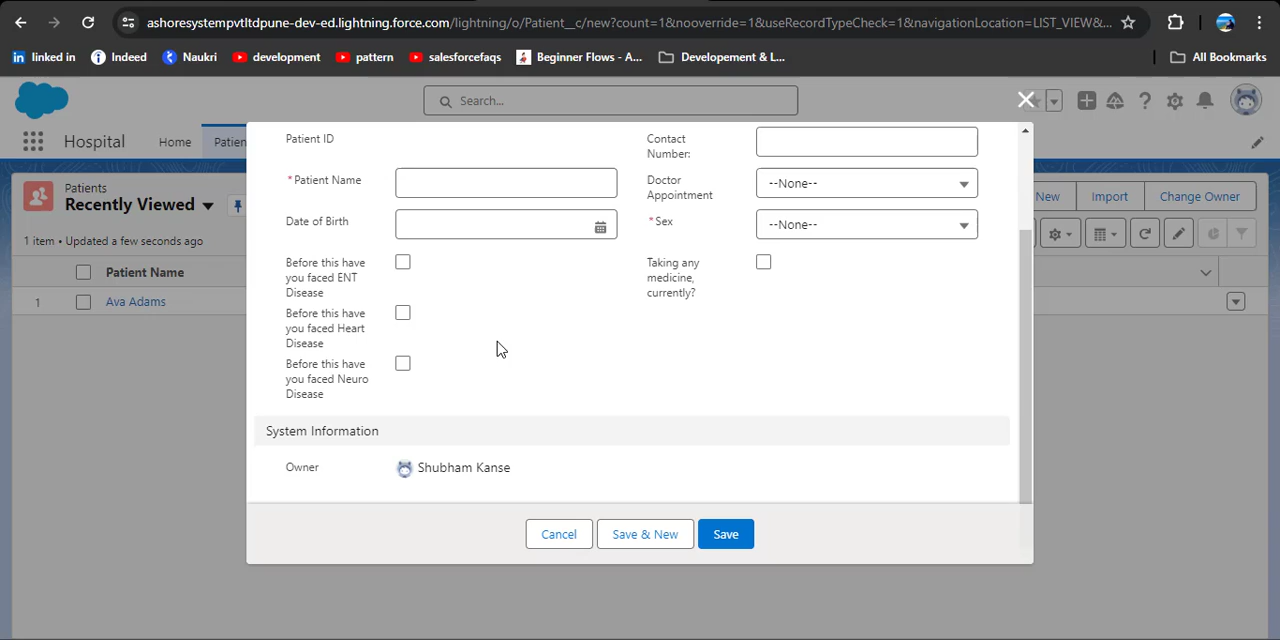 ashoresystempvtltdpune-dev-ed.lightning.force.com/lightning/o/Patient__c/new?count=1&nooverride=1&useRecordTypeCheck=1&navigationLocation=LIST_VIEW&...
linked in Indeed Naukri development pattern salesforcefaqs Beginner Flows - A... Developement & L... All Bookmarks
Search...
Hospital Home Patien
Patients
Recently Viewed
New Import Change Owner
1 item • Updated a few seconds ago
Patient Name
1 Ava Adams
Patient ID
Contact
Number:
*Patient Name
Doctor
Appointment
--None--
Date of Birth
*Sex
--None--
Before this have
you faced ENT
Disease
Taking any
medicine,
currently?
Before this have
you faced Heart
Disease
Before this have
you faced Neuro
Disease
System Information
Owner Shubham Kanse
Cancel Save & New Save